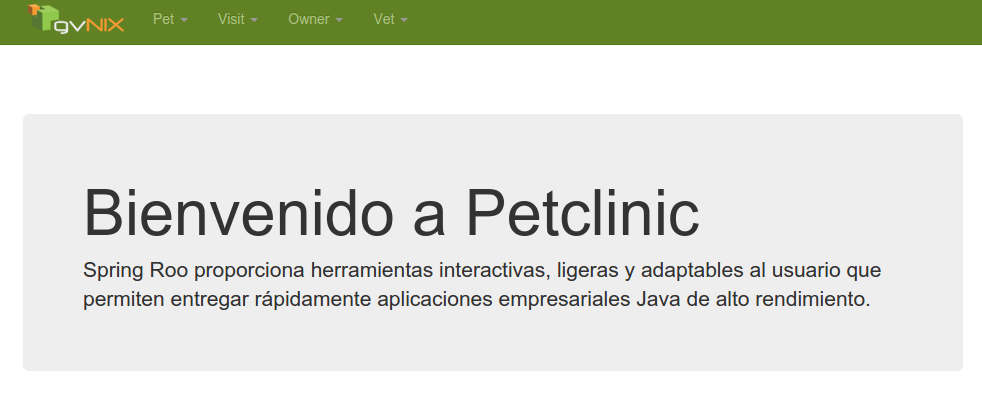 gvNIX Pet Visit Owner Vet
Bienvenido a Petclinic
Spring Roo proporciona herramientas interactivas, ligeras y adaptables al usuario que
permiten entregar rápidamente aplicaciones empresariales Java de alto rendimiento.